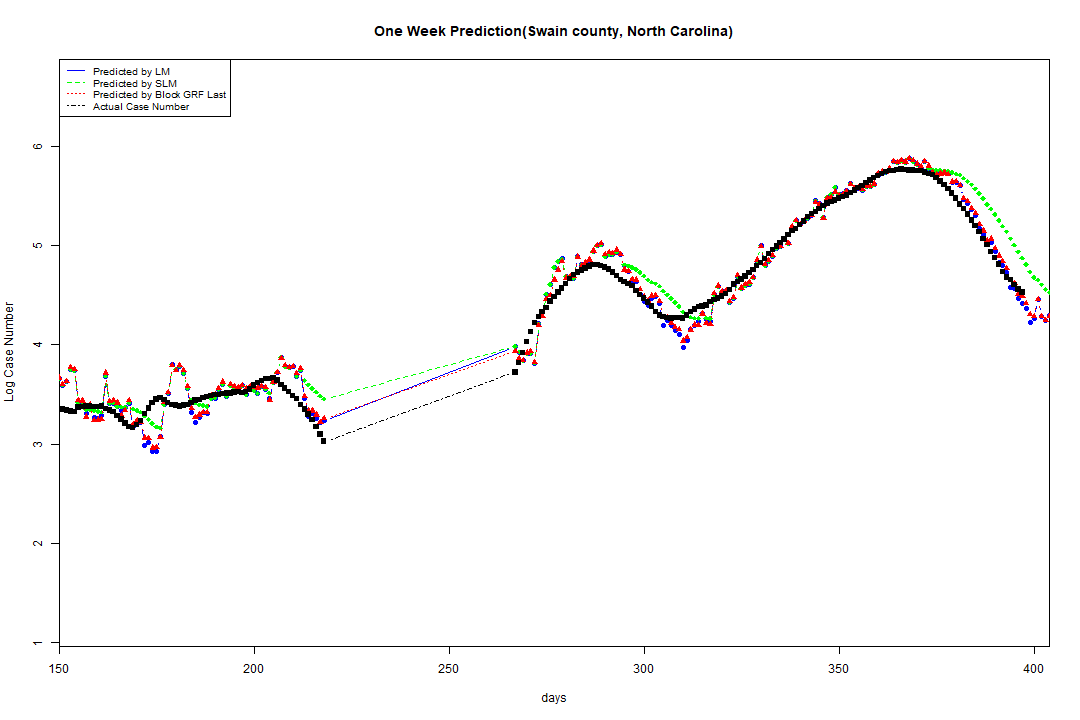 One Week Prediction(Swain county, North Carolina)
Predicted by LM
Predicted by SLM
Predicted by Block GRF Last
Actual Case Number
6
5
4
3
2
1
Log Case Number
150 200 250 300 350 400
days